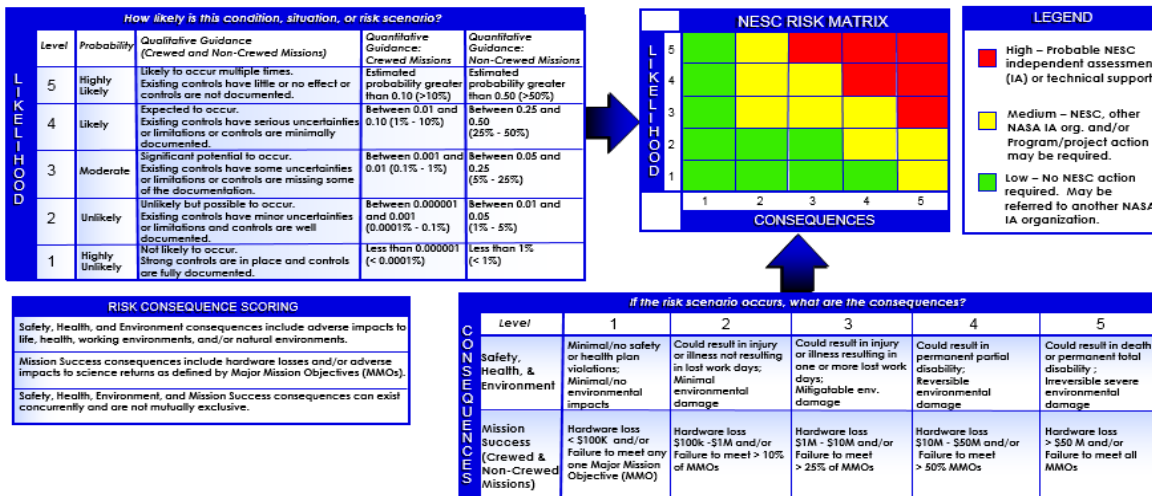 How likely is this condition, situation, or risk scenario?
LIKELIHOOD
Level
Probability
Qualitative Guidance
(Crewed and Non-Crewed Missions)
Quantitative
Guidance:
Crewed Missions
Quantitative
Guidance:
Non-Crewed Missions
5
Highly
Likely
Likely to occur multiple times.
Existing controls have little or no effect or
controls are not documented.
Estimated
probability greater
than 0.10 (>10%)
Estimated
probability greater
than 0.50 (>50%)
4
Likely
Expected to occur.
Existing controls have serious uncertainties
or limitations or controls are minimally
documented.
Between 0.01 and
0.10 (1% - 10%)
Between 0.25 and
0.50
(25% - 50%)
3
Moderate
Significant potential to occur.
Existing controls have some uncertainties
or limitations or controls are missing some
of the documentation.
Between 0.001 and
0.01 (0.1% - 1%)
Between 0.05 and
0.25
(5% - 25%)
2
Unlikely
Unlikely but possible to occur.
Existing controls have minor uncertainties
or limitations and controls are well
documented.
Between 0.000001
and 0.001
(0.0001% - 0.1%)
Between 0.01 and
0.05
(1% - 5%)
1
Highly
Unlikely
Not likely to occur.
Strong controls are in place and controls
are fully documented.
Less than 0.000001
(< 0.0001%)
Less than 1%
(< 1%)
NESC RISK MATRIX
LIKELIHOOD
5
4
3
2
1
1 2 3 4 5
CONSEQUENCES
LEGEND
High – Probable NESC
independent assessment
(IA) or technical support
Medium – NESC, other
NASA IA org. and/or
Program/project action
may be required.
Low – No NESC action
required. May be
referred to another NASA
IA organization.
RISK CONSEQUENCE SCORING
Safety, Health, and Environment consequences include adverse impacts to
life, health, working environments, and/or natural environments.
Mission Success consequences include hardware losses and/or adverse
impacts to science returns as defined by Major Mission Objectives (MMOs).
Safety, Health, Environment, and Mission Success consequences can exist
concurrently and are not mutually exclusive.
If the risk scenario occurs, what are the consequences?
CONSEQUENCES
Level
1
2
3
4
5
Safety,
Health, &
Environment
Minimal/no safety
or health plan
violations;
Minimal/no
environmental
impacts
Could result in injury
or illness not resulting
in lost work days;
Minimal
environmental
damage
Could result in injury
or illness resulting in
one or more lost work
days;
Mitigatable env.
damage
Could result in
permanent partial
disability;
Reversible
environmental
damage
Could result in death
or permanent total
disability ;
Irreversible severe
environmental
damage
Mission
Success
(Crewed &
Non-Crewed
Missions)
Hardware loss
< $100K and/or
Failure to meet any
one Major Mission
Objective (MMO)
Hardware loss
$100k -$1M and/or
Failure to meet > 10%
of MMOs
Hardware loss
$1M - $10M and/or
Failure to meet
> 25% of MMOs
Hardware loss
$10M - $50M and/or
Failure to meet
> 50% MMOs
Hardware loss
> $50 M and/or
Failure to meet all
MMOs